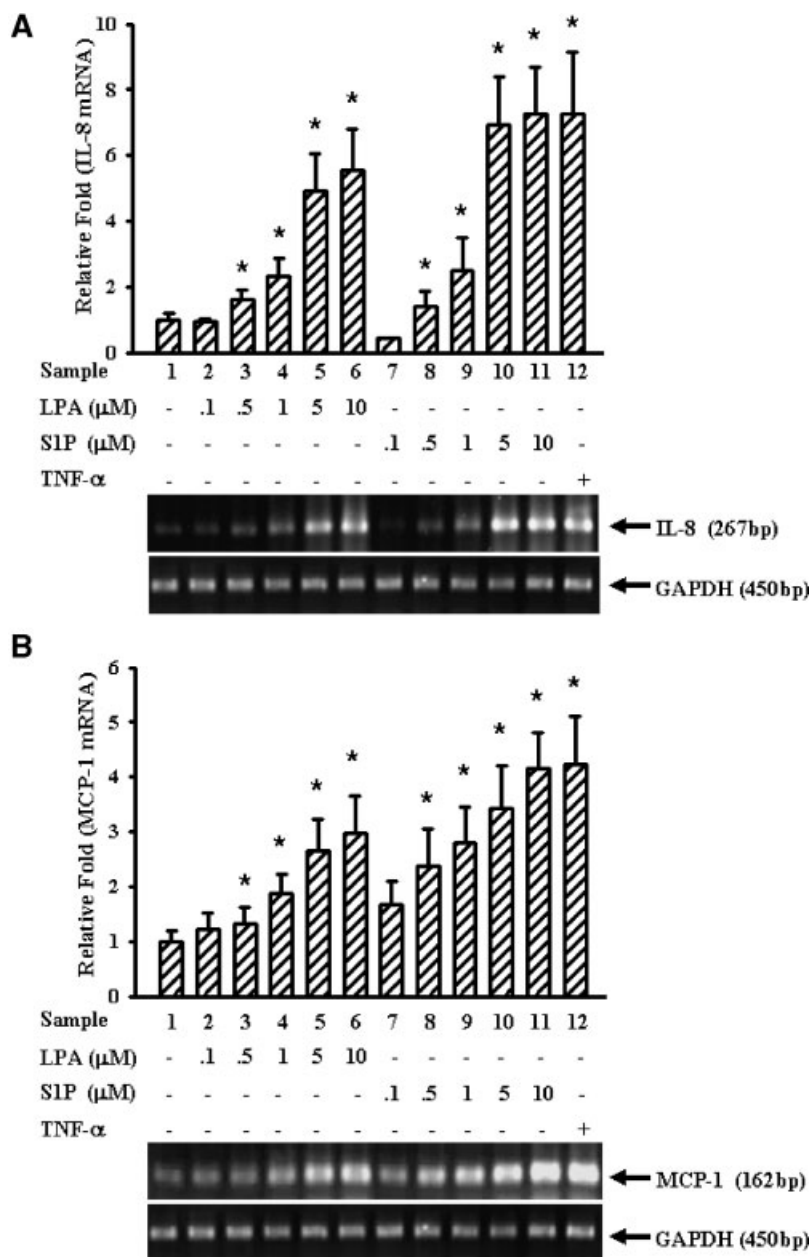 A
Relative Fold (IL-8 mRNA)
10
8
6
4
2
0
* * * * * * * * *
Sample 1 2 3 4 5 6 7 8 9 10 11 12
LPA (μM) - .1 .5 1 5 10 - - - - - -
S1P (μM) - - - - - - .1 .5 1 5 10 -
TNF-α - - - - - - - - - - - +
IL-8 (267bp)
GAPDH (450bp)
B
Relative Fold (MCP-1 mRNA)
6
5
4
3
2
1
0
* * * * * * * * *
Sample 1 2 3 4 5 6 7 8 9 10 11 12
LPA (μM) - .1 .5 1 5 10 - - - - - -
S1P (μM) - - - - - - .1 .5 1 5 10 -
TNF-α - - - - - - - - - - - +
MCP-1 (162bp)
GAPDH (450bp)